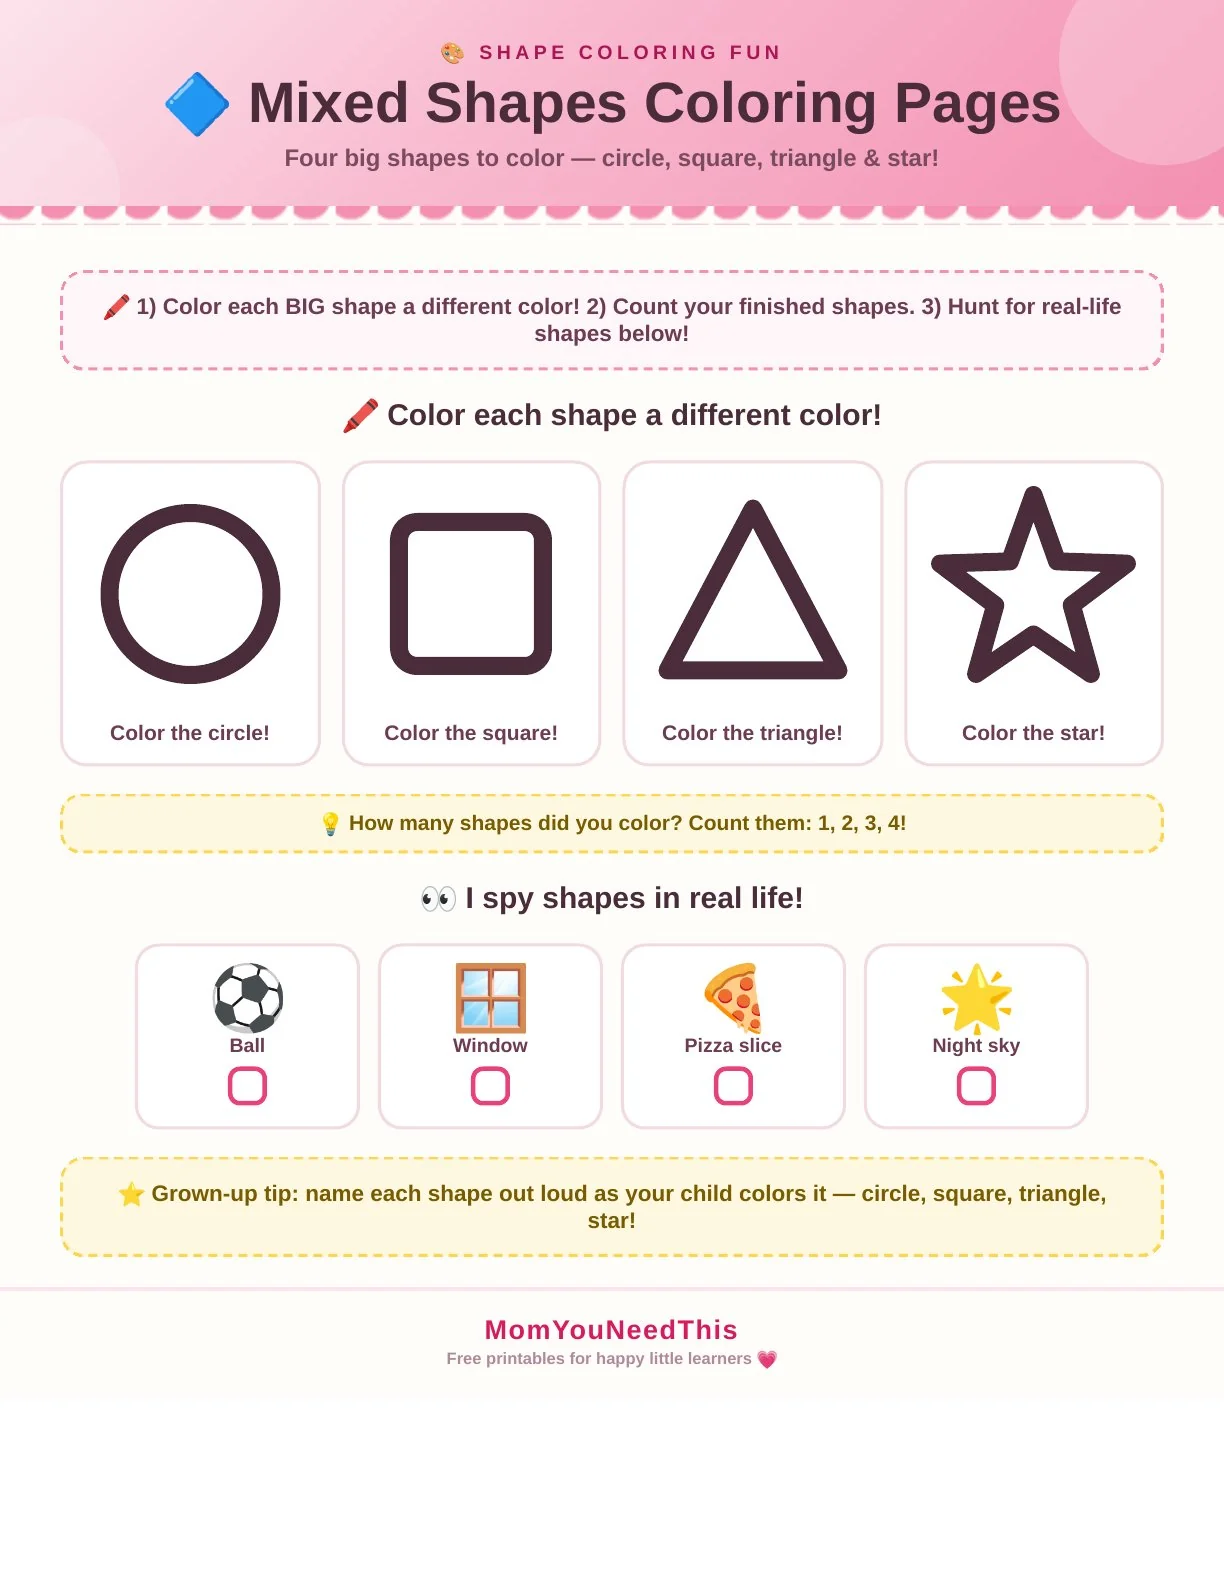 🎨 SHAPE COLORING FUN
🔷 Mixed Shapes Coloring Pages
Four big shapes to color — circle, square, triangle & star!
🖍️ 1) Color each BIG shape a different color! 2) Count your finished shapes. 3) Hunt for real-life
shapes below!
🖍️ Color each shape a different color!
Color the circle!
Color the square!
Color the triangle!
Color the star!
💡 How many shapes did you color? Count them: 1, 2, 3, 4!
👀 I spy shapes in real life!
Ball
Window
Pizza slice
Night sky
⭐ Grown-up tip: name each shape out loud as your child colors it — circle, square, triangle,
star!
MomYouNeedThis
Free printables for happy little learners 💗